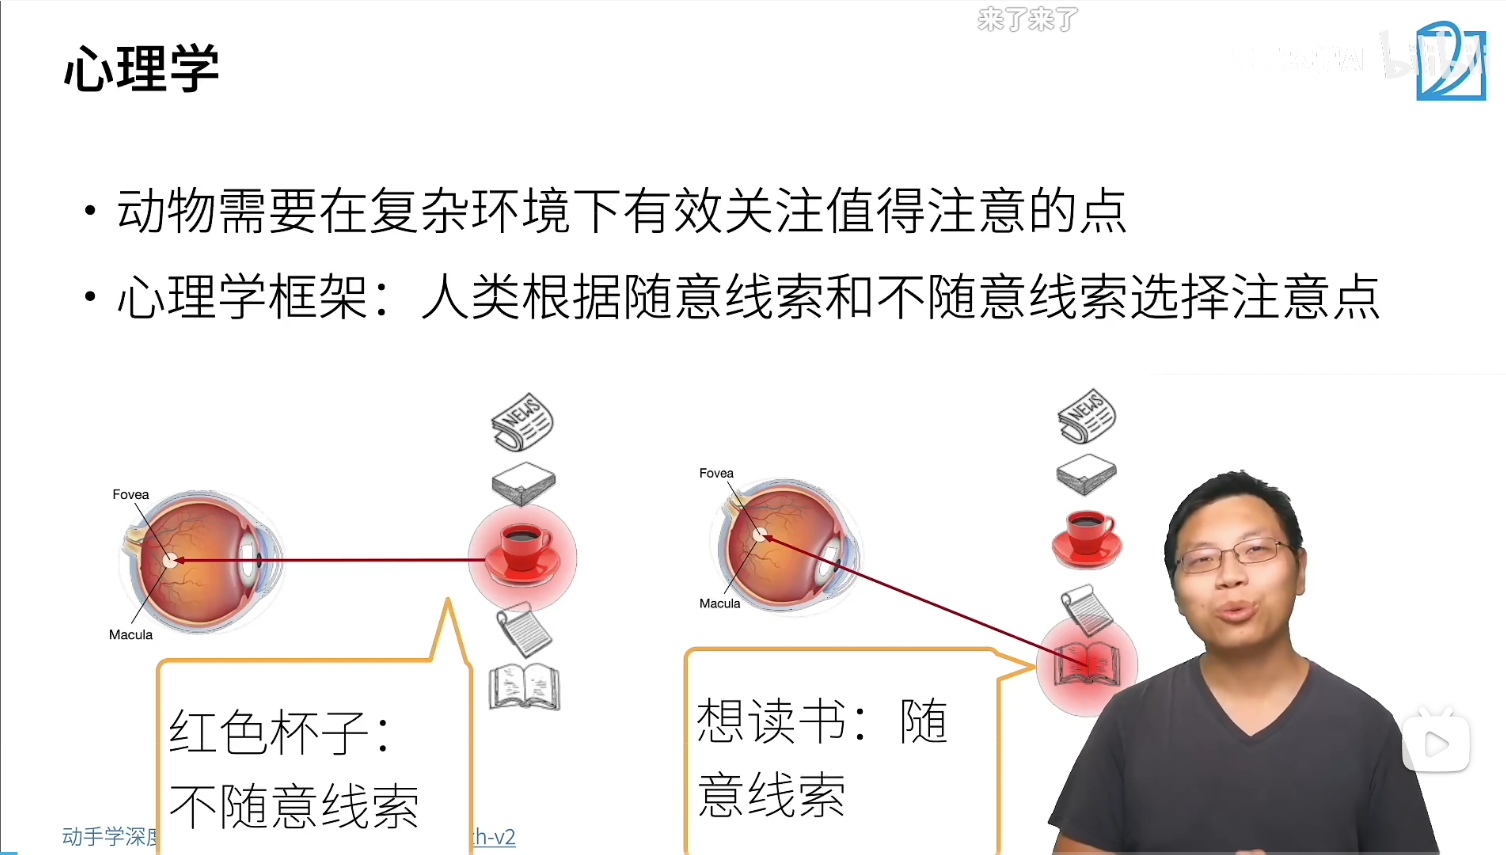 来了来了
心理学
bilibili
• 动物需要在复杂环境下有效关注值得注意的点
• 心理学框架：人类根据随意线索和不随意线索选择注意点
NEWS
NEWS
Fovea
Macula
Fovea
Macula
红色杯子：
不随意线索
想读书：随
意线索
动手学深度
zh-v2